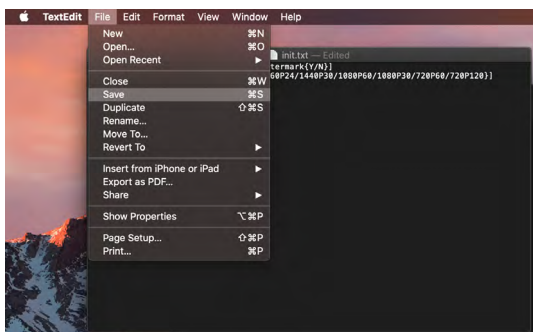 TextEdit File Edit Format View Window Help
New ⌘N
Open... ⌘O
Open Recent ▶
Close ⌘W
Save ⌘S
Duplicate ⇧⌘S
Rename...
Move To...
Revert To ▶
Insert from iPhone or iPad ▶
Export as PDF...
Share ▶
Show Properties ⌥⌘P
Page Setup... ⇧⌘P
Print... ⌘P
init.txt — Edited
termark{Y/N}]
60P24/1440P30/1080P60/1080P30/720P60/720P120}]